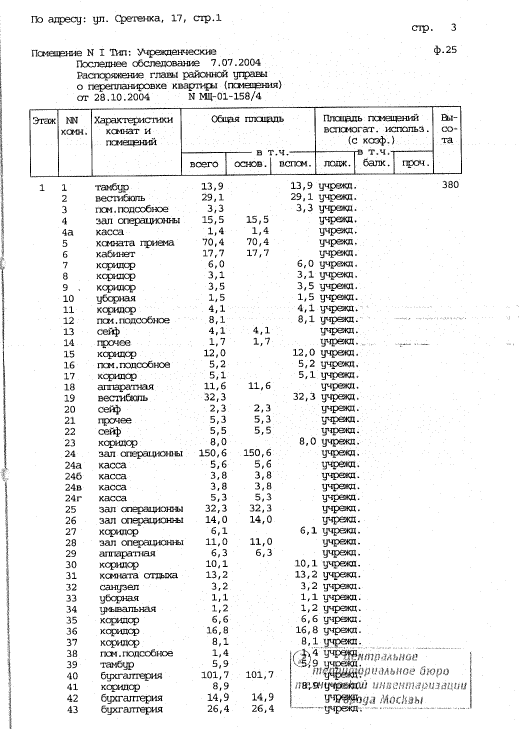 По адресу: ул. Сретенка, 17, стр.1
стр. 3
Помещение N I Тип: Учрежденческие ф.25
Последнее обследование 7.07.2004
Распоряжение главы районной управы
о перепланировке квартиры (помещения)
от 28.10.2004 N МЩ-01-158/4
Этаж NN комн. Характеристики комнат и помещений Общая площадь Площадь помещений вспомогат. использ. (с коэф.) Вы-со-та
в т.ч. в т.ч.
всего основ. вспом. лодж. балк. проч.
1 1 тамбур 13,9 13,9 учрежд. 380
2 вестибюль 29,1 29,1 учрежд.
3 пом.подсобное 3,3 3,3 учрежд.
4 зал операционны 15,5 15,5 учрежд.
4а касса 1,4 1,4 учрежд.
5 комната приема 70,4 70,4 учрежд.
6 кабинет 17,7 17,7 учрежд.
7 коридор 6,0 6,0 учрежд.
8 коридор 3,1 3,1 учрежд.
9 коридор 3,5 3,5 учрежд.
10 уборная 1,5 1,5 учрежд.
11 коридор 4,1 4,1 учрежд.
12 пом.подсобное 8,1 8,1 учрежд.
13 сейф 4,1 4,1 учрежд.
14 прочее 1,7 1,7 учрежд.
15 коридор 12,0 12,0 учрежд.
16 пом.подсобное 5,2 5,2 учрежд.
17 коридор 5,1 5,1 учрежд.
18 аппаратная 11,6 11,6 учрежд.
19 вестибюль 32,3 32,3 учрежд.
20 сейф 2,3 2,3 учрежд.
21 прочее 5,3 5,3 учрежд.
22 сейф 5,5 5,5 учрежд.
23 коридор 8,0 8,0 учрежд.
24 зал операционны 150,6 150,6 учрежд.
24а касса 5,6 5,6 учрежд.
24б касса 3,8 3,8 учрежд.
24в касса 3,8 3,8 учрежд.
24г касса 5,3 5,3 учрежд.
25 зал операционны 32,3 32,3 учрежд.
26 зал операционны 14,0 14,0 учрежд.
27 коридор 6,1 6,1 учрежд.
28 зал операционны 11,0 11,0 учрежд.
29 аппаратная 6,3 6,3 учрежд.
30 коридор 10,1 10,1 учрежд.
31 комната отдыха 13,2 13,2 учрежд.
32 санузел 3,2 3,2 учрежд.
33 уборная 1,1 1,1 учрежд.
34 умывальная 1,2 1,2 учрежд.
35 коридор 6,6 6,6 учрежд.
36 коридор 16,8 16,8 учрежд.
37 коридор 8,1 8,1 учрежд.
38 пом.подсобное 1,4 1,4 учрежд.
39 тамбур 5,9 5,9 учрежд.
40 бухгалтерия 101,7 101,7 учрежд.
41 коридор 8,9 8,9 учрежд.
42 бухгалтерия 14,9 14,9 учрежд.
43 бухгалтерия 26,4 26,4 учрежд.
Центральное
территориальное бюро
технической инвентаризации
города Москвы